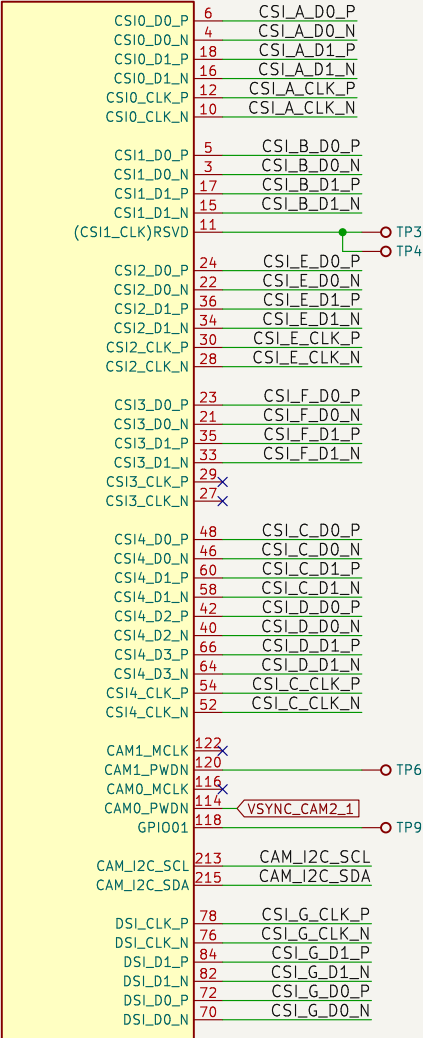 CSI0_D0_P 6 CSI_A_D0_P
CSI0_D0_N 4 CSI_A_D0_N
CSI0_D1_P 18 CSI_A_D1_P
CSI0_D1_N 16 CSI_A_D1_N
CSI0_CLK_P 12 CSI_A_CLK_P
CSI0_CLK_N 10 CSI_A_CLK_N
CSI1_D0_P 5 CSI_B_D0_P
CSI1_D0_N 3 CSI_B_D0_N
CSI1_D1_P 17 CSI_B_D1_P
CSI1_D1_N 15 CSI_B_D1_N
(CSI1_CLK)RSVD 11 TP3
TP4
CSI2_D0_P 24 CSI_E_D0_P
CSI2_D0_N 22 CSI_E_D0_N
CSI2_D1_P 36 CSI_E_D1_P
CSI2_D1_N 34 CSI_E_D1_N
CSI2_CLK_P 30 CSI_E_CLK_P
CSI2_CLK_N 28 CSI_E_CLK_N
CSI3_D0_P 23 CSI_F_D0_P
CSI3_D0_N 21 CSI_F_D0_N
CSI3_D1_P 35 CSI_F_D1_P
CSI3_D1_N 33 CSI_F_D1_N
CSI3_CLK_P 29
CSI3_CLK_N 27
CSI4_D0_P 48 CSI_C_D0_P
CSI4_D0_N 46 CSI_C_D0_N
CSI4_D1_P 60 CSI_C_D1_P
CSI4_D1_N 58 CSI_C_D1_N
CSI4_D2_P 42 CSI_D_D0_P
CSI4_D2_N 40 CSI_D_D0_N
CSI4_D3_P 66 CSI_D_D1_P
CSI4_D3_N 64 CSI_D_D1_N
CSI4_CLK_P 54 CSI_C_CLK_P
CSI4_CLK_N 52 CSI_C_CLK_N
CAM1_MCLK 122
CAM1_PWDN 120 TP6
CAM0_MCLK 116
CAM0_PWDN 114 VSYNC_CAM2_1
GPIO01 118 TP9
CAM_I2C_SCL 213 CAM_I2C_SCL
CAM_I2C_SDA 215 CAM_I2C_SDA
DSI_CLK_P 78 CSI_G_CLK_P
DSI_CLK_N 76 CSI_G_CLK_N
DSI_D1_P 84 CSI_G_D1_P
DSI_D1_N 82 CSI_G_D1_N
DSI_D0_P 72 CSI_G_D0_P
DSI_D0_N 70 CSI_G_D0_N